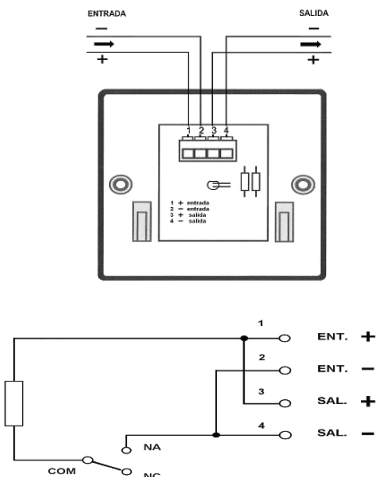 ENTRADA SALIDA
− −
+ +
1 2 3 4
1 + entrada
2 − entrada
3 + salida
4 − salida
1 ENT. +
2 ENT. −
3 SAL. +
4 SAL. −
NA
COM
NC